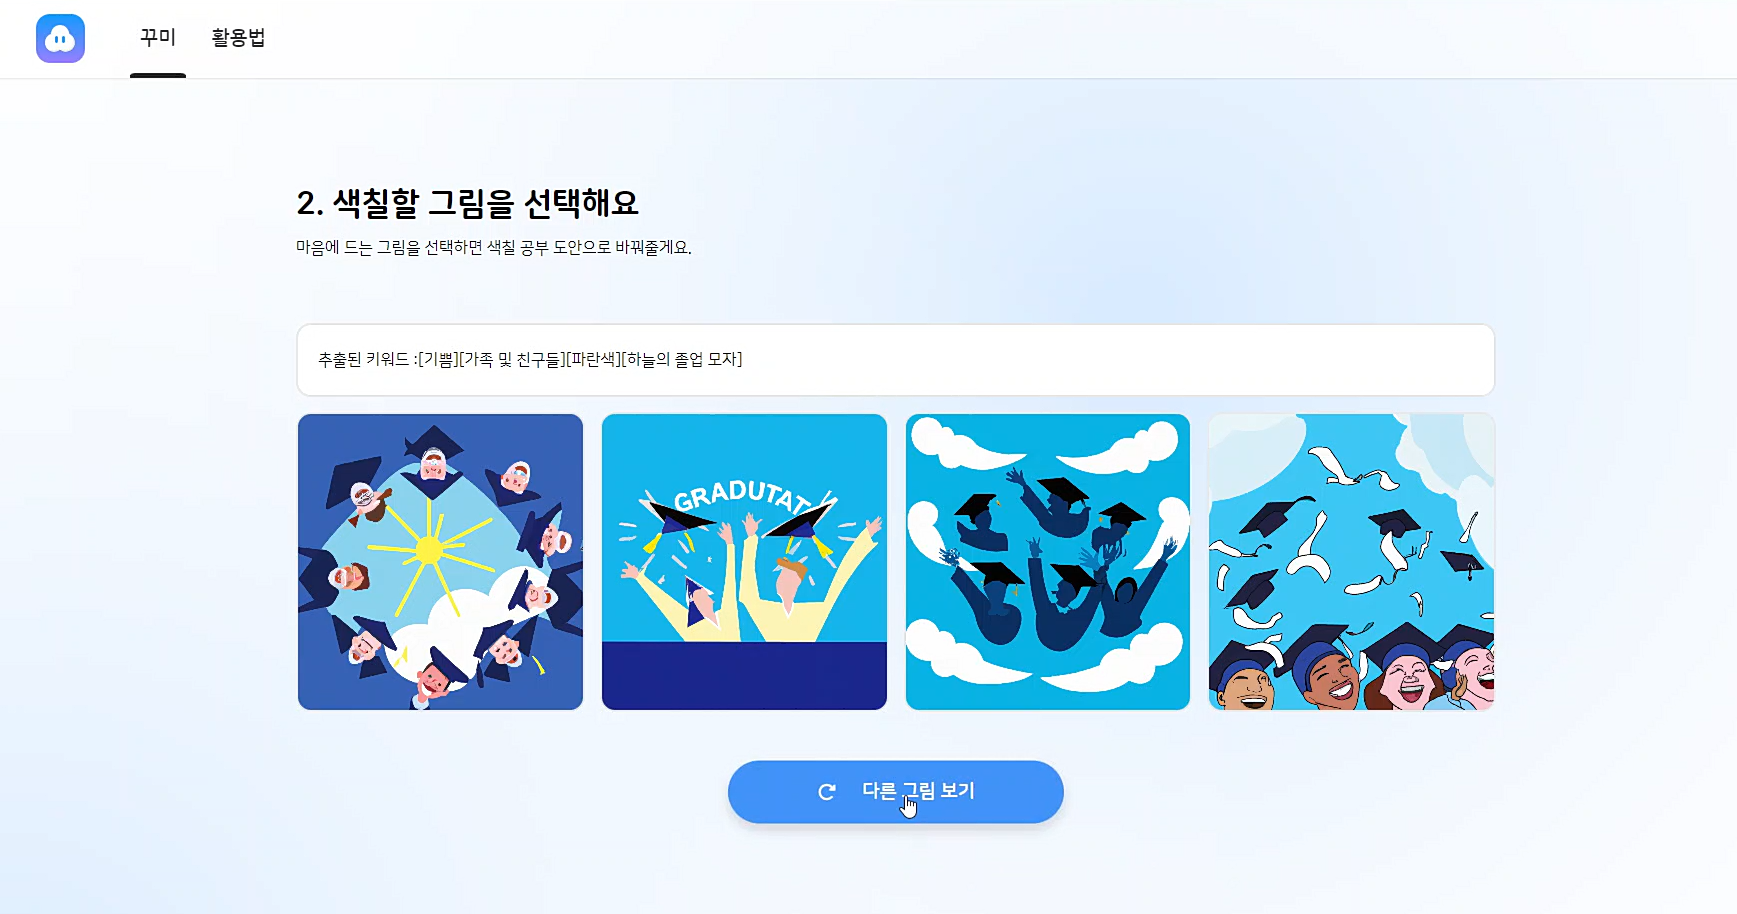 꾸미
활용법
2. 색칠할 그림을 선택해요
마음에 드는 그림을 선택하면 색칠 공부 도안으로 바꿔줄게요.
추출된 키워드 :[기쁨][가족 및 친구들][파란색][하늘의 졸업 모자]
GRADUTAT
다른 그림 보기